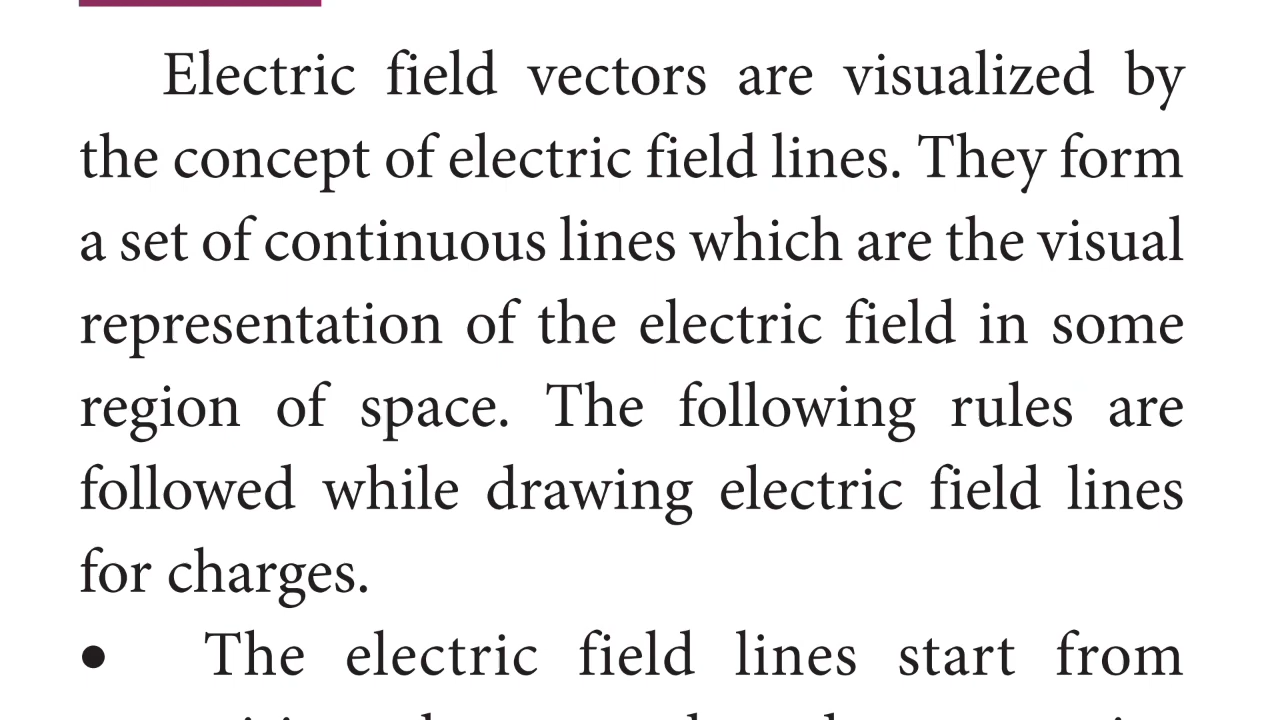 Electric field vectors are visualized by
the concept of electric field lines. They form
a set of continuous lines which are the visual
representation of the electric field in some
region of space. The following rules are
followed while drawing electric field lines
for charges.
• The electric field lines start from